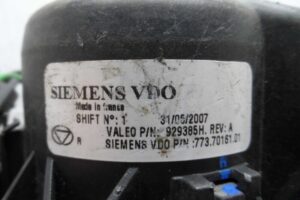 SIEMENS VDO
Made in france
SHIFT N°: 1 31/05/2007
VALEO P/N: 929385H. REV: A
R SIEMENS VDO P/N :773.70161.01